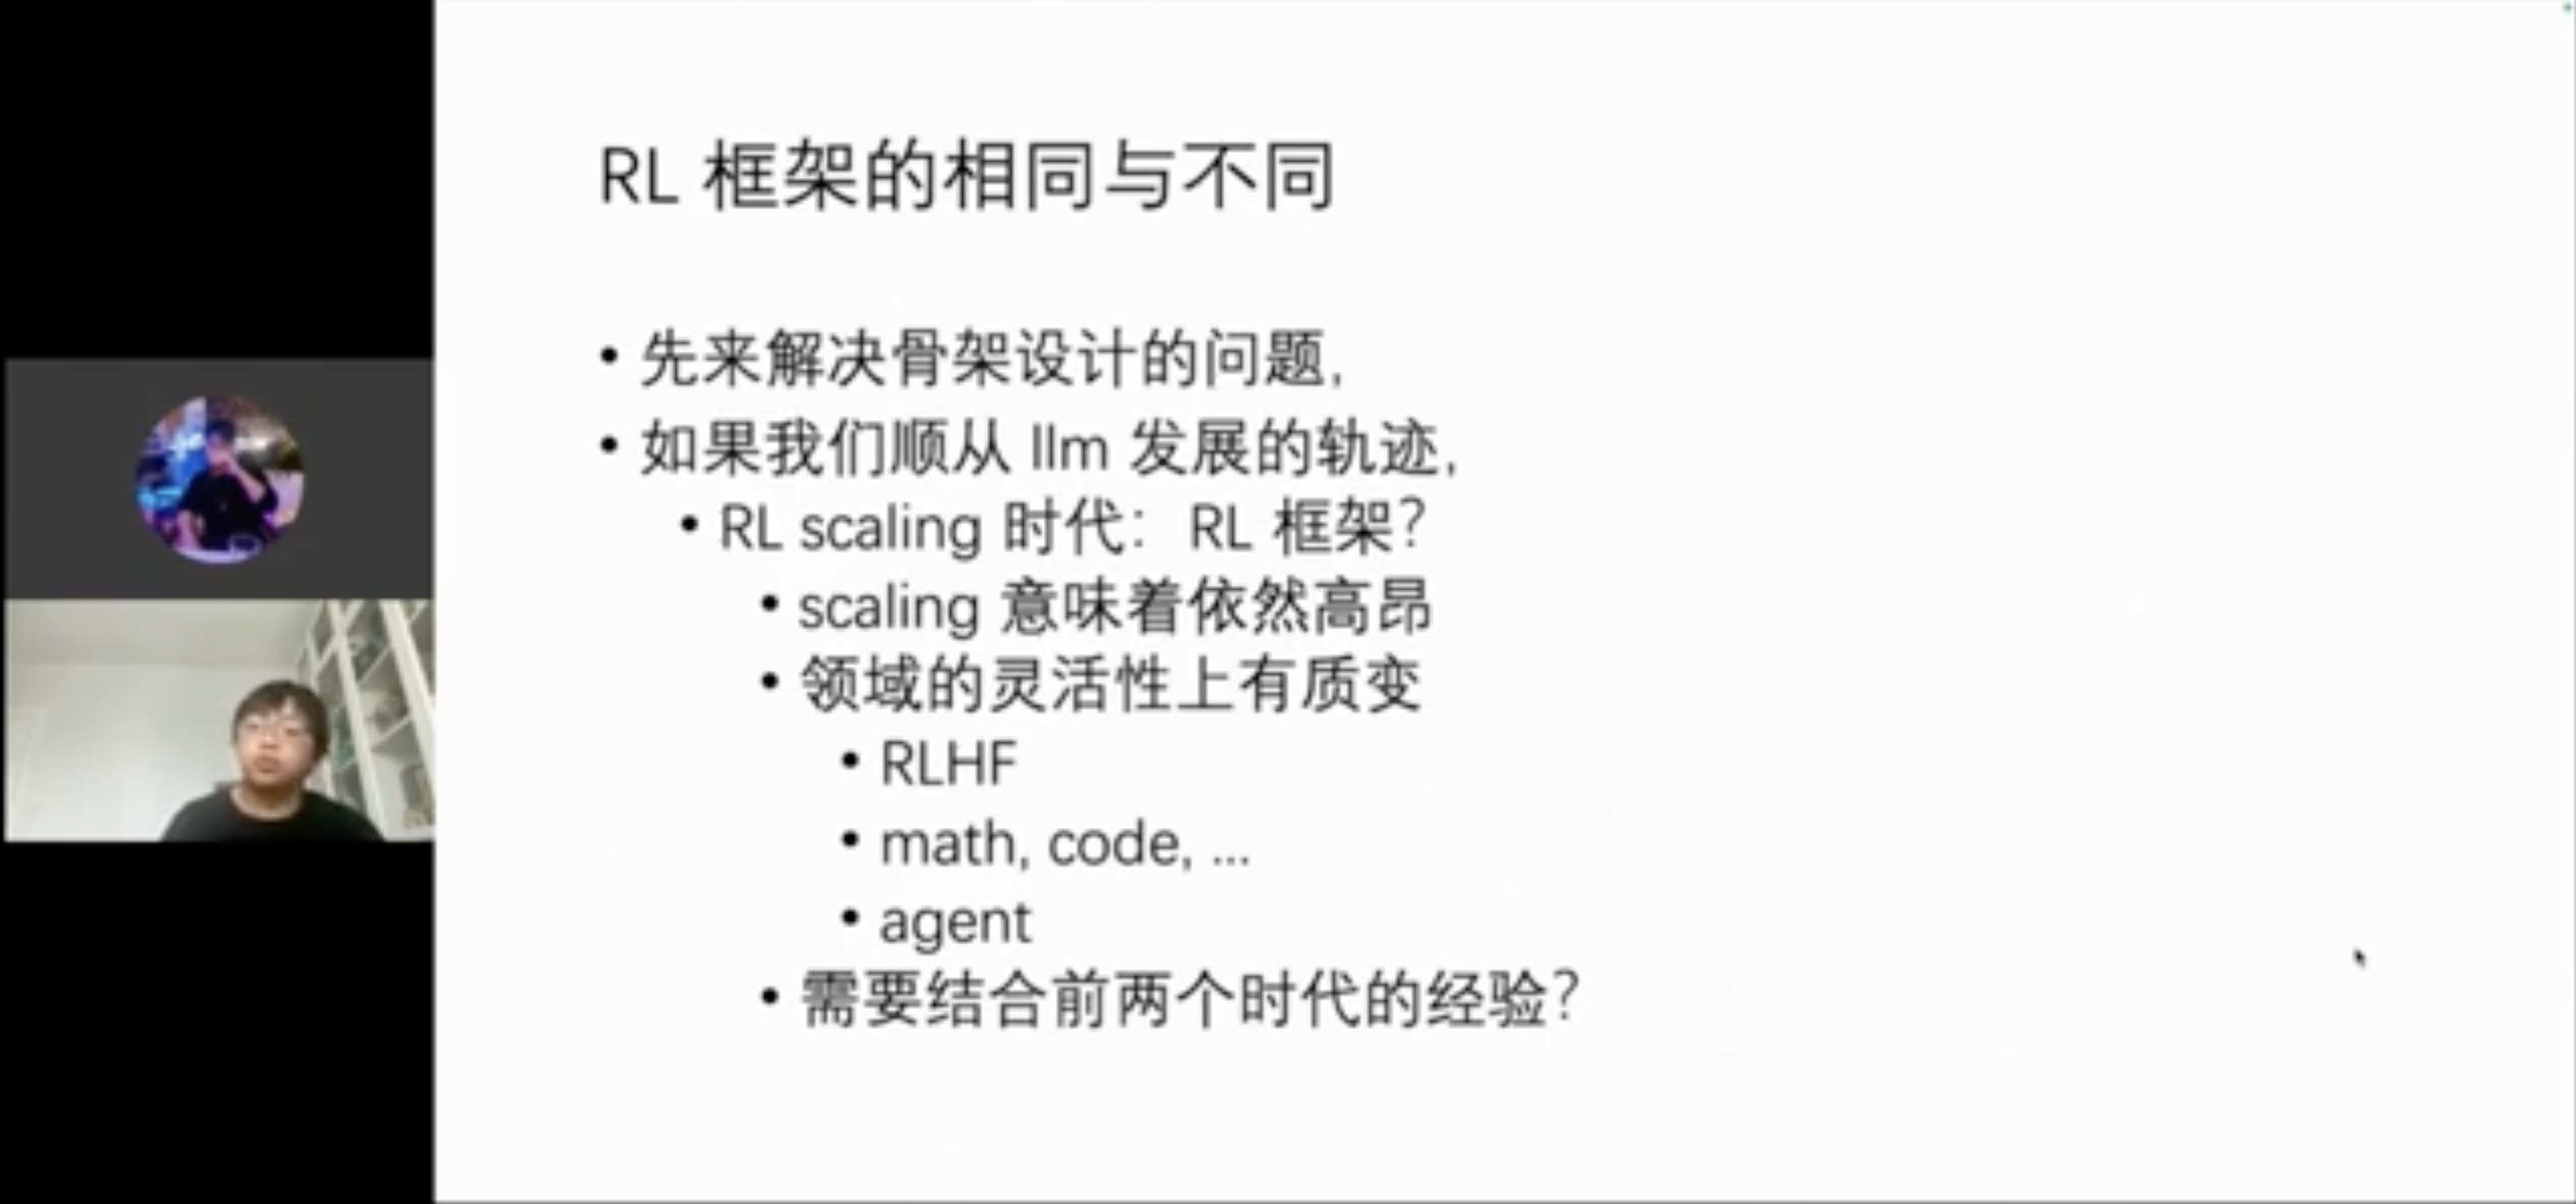 RL 框架的相同与不同
• 先来解决骨架设计的问题,
• 如果我们顺从 llm 发展的轨迹,
• RL scaling 时代：RL 框架？
• scaling 意味着依然高昂
• 领域的灵活性上有质变
• RLHF
• math, code, ...
• agent
• 需要结合前两个时代的经验？